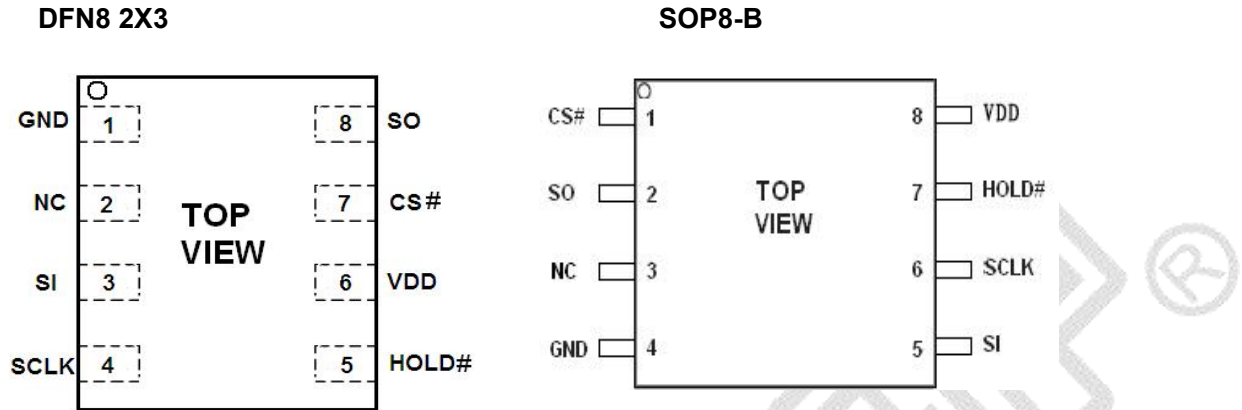 DFN8 2X3
GND 1
NC 2
SI 3
SCLK 4
8 SO
7 CS#
6 VDD
5 HOLD#
TOP
VIEW
SOP8-B
CS# 1
SO 2
NC 3
GND 4
8 VDD
7 HOLD#
6 SCLK
5 SI
TOP
VIEW
®